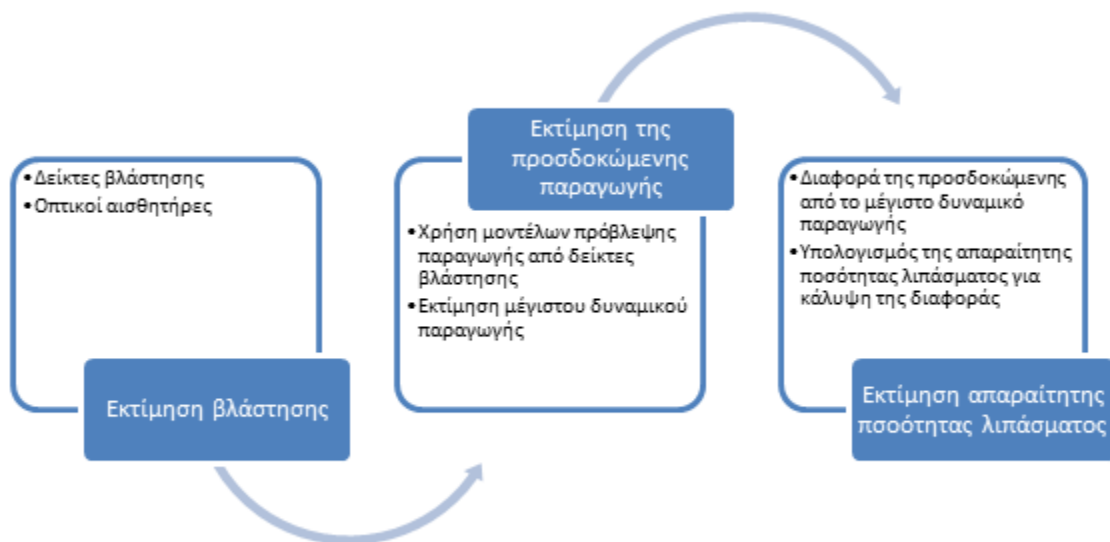 •Δείκτες βλάστησης
•Οπτικοί αισθητήρες
Εκτίμηση βλάστησης
Εκτίμηση της
προσδοκώμενης
παραγωγής
•Χρήση μοντέλων πρόβλεψης
παραγωγής από δείκτες
βλάστησης
•Εκτίμηση μέγιστου δυναμικού
παραγωγής
•Διαφορά της προσδοκώμενης
από το μέγιστο δυναμικό
παραγωγής
•Υπολογισμός της απαραίτητης
ποσότητας λιπάσματος για
κάλυψη της διαφοράς
Εκτίμηση απαραίτητης
πσοότητας λιπάσματος